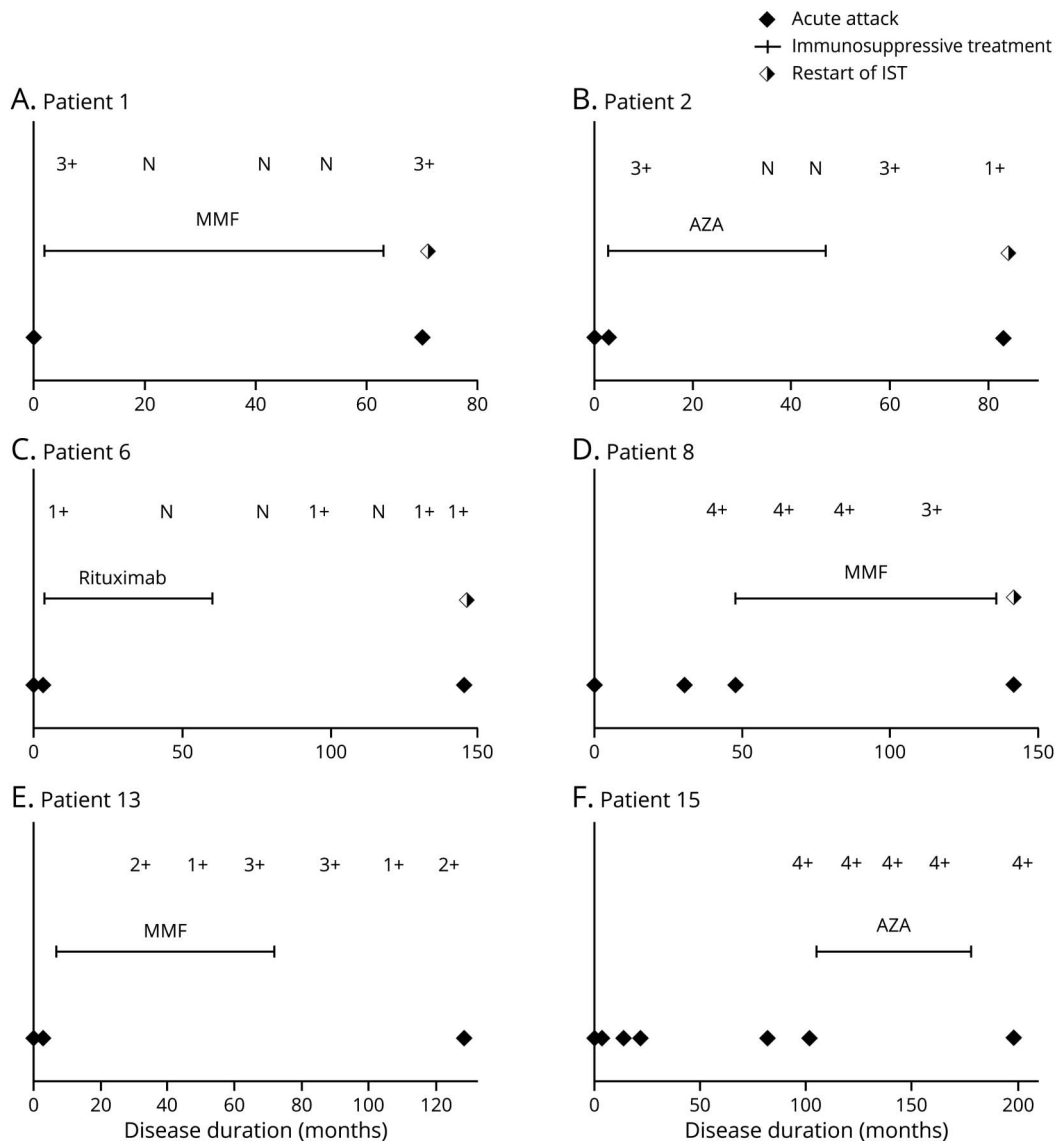 Acute attack
Immunosuppressive treatment
Restart of IST
A. Patient 1
3+ N N N 3+
MMF
0 20 40 60 80
B. Patient 2
3+ N N 3+ 1+
AZA
0 20 40 60 80
C. Patient 6
1+ N N 1+ N 1+ 1+
Rituximab
0 50 100 150
D. Patient 8
4+ 4+ 4+ 3+
MMF
0 50 100 150
E. Patient 13
2+ 1+ 3+ 3+ 1+ 2+
MMF
0 20 40 60 80 100 120
Disease duration (months)
F. Patient 15
4+ 4+ 4+ 4+ 4+
AZA
0 50 100 150 200
Disease duration (months)